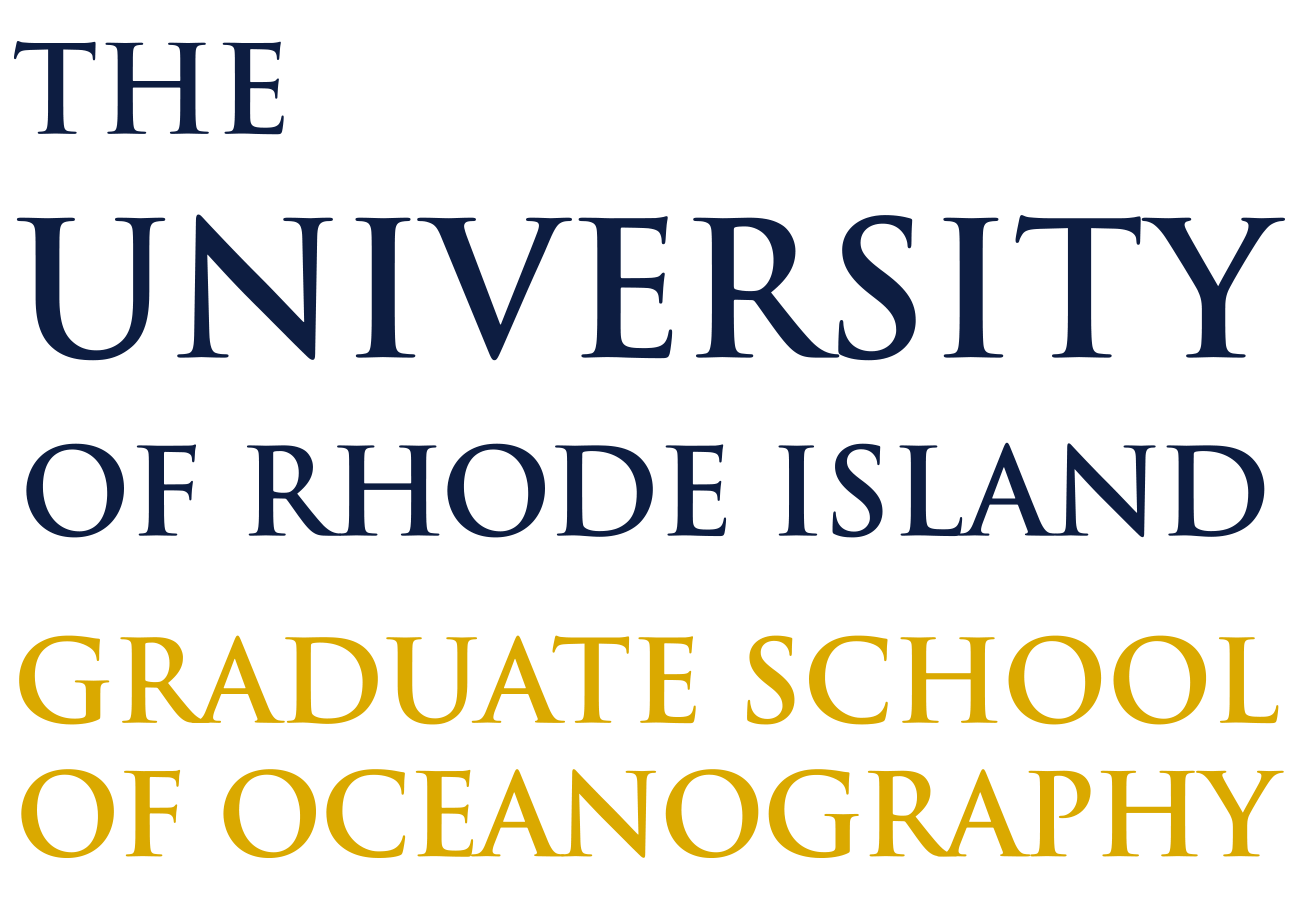 THE
UNIVERSITY
OF RHODE ISLAND
GRADUATE SCHOOL
OF OCEANOGRAPHY